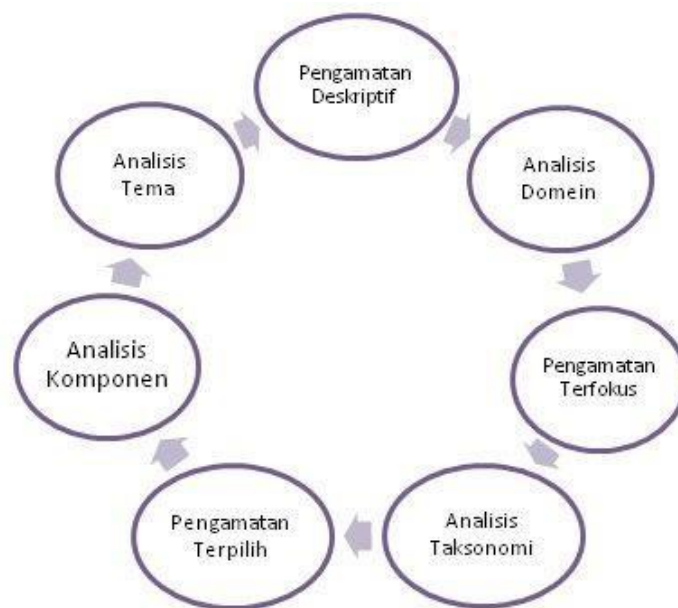 Pengamatan
Deskriptif
Analisis
Domein
Pengamatan
Terfokus
Analisis
Taksonomi
Pengamatan
Terpilih
Analisis
Komponen
Analisis
Tema